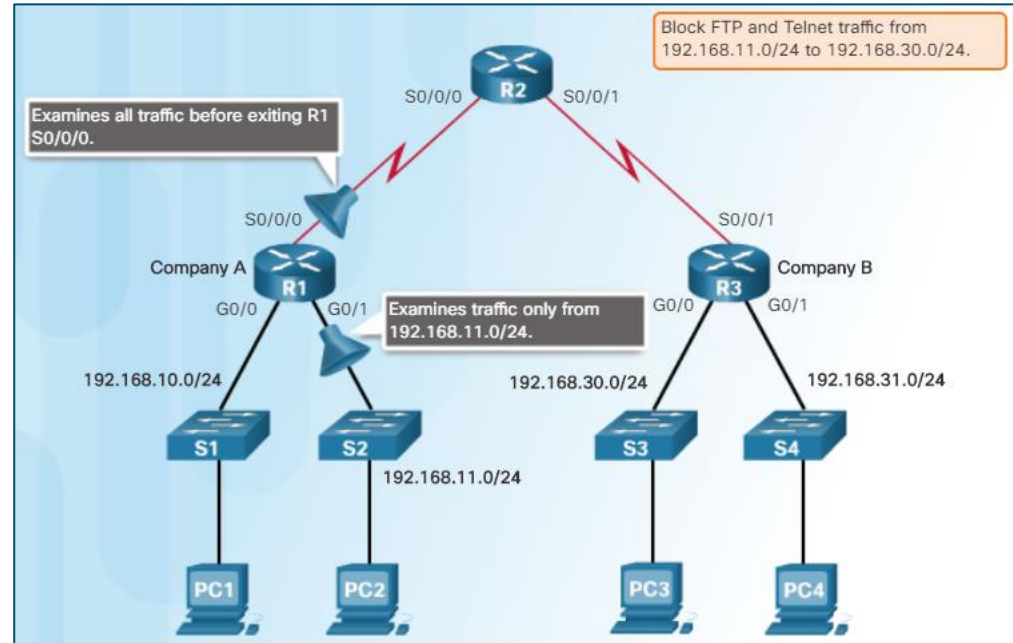 Block FTP and Telnet traffic from
192.168.11.0/24 to 192.168.30.0/24.
R2
S0/0/0
S0/0/1
Examines all traffic before exiting R1
S0/0/0.
S0/0/0
S0/0/1
Company A
R1
R3
Company B
G0/0
G0/1
Examines traffic only from
192.168.11.0/24.
G0/0
G0/1
192.168.10.0/24
192.168.30.0/24
192.168.31.0/24
S1
S2
S3
S4
192.168.11.0/24
PC1
PC2
PC3
PC4